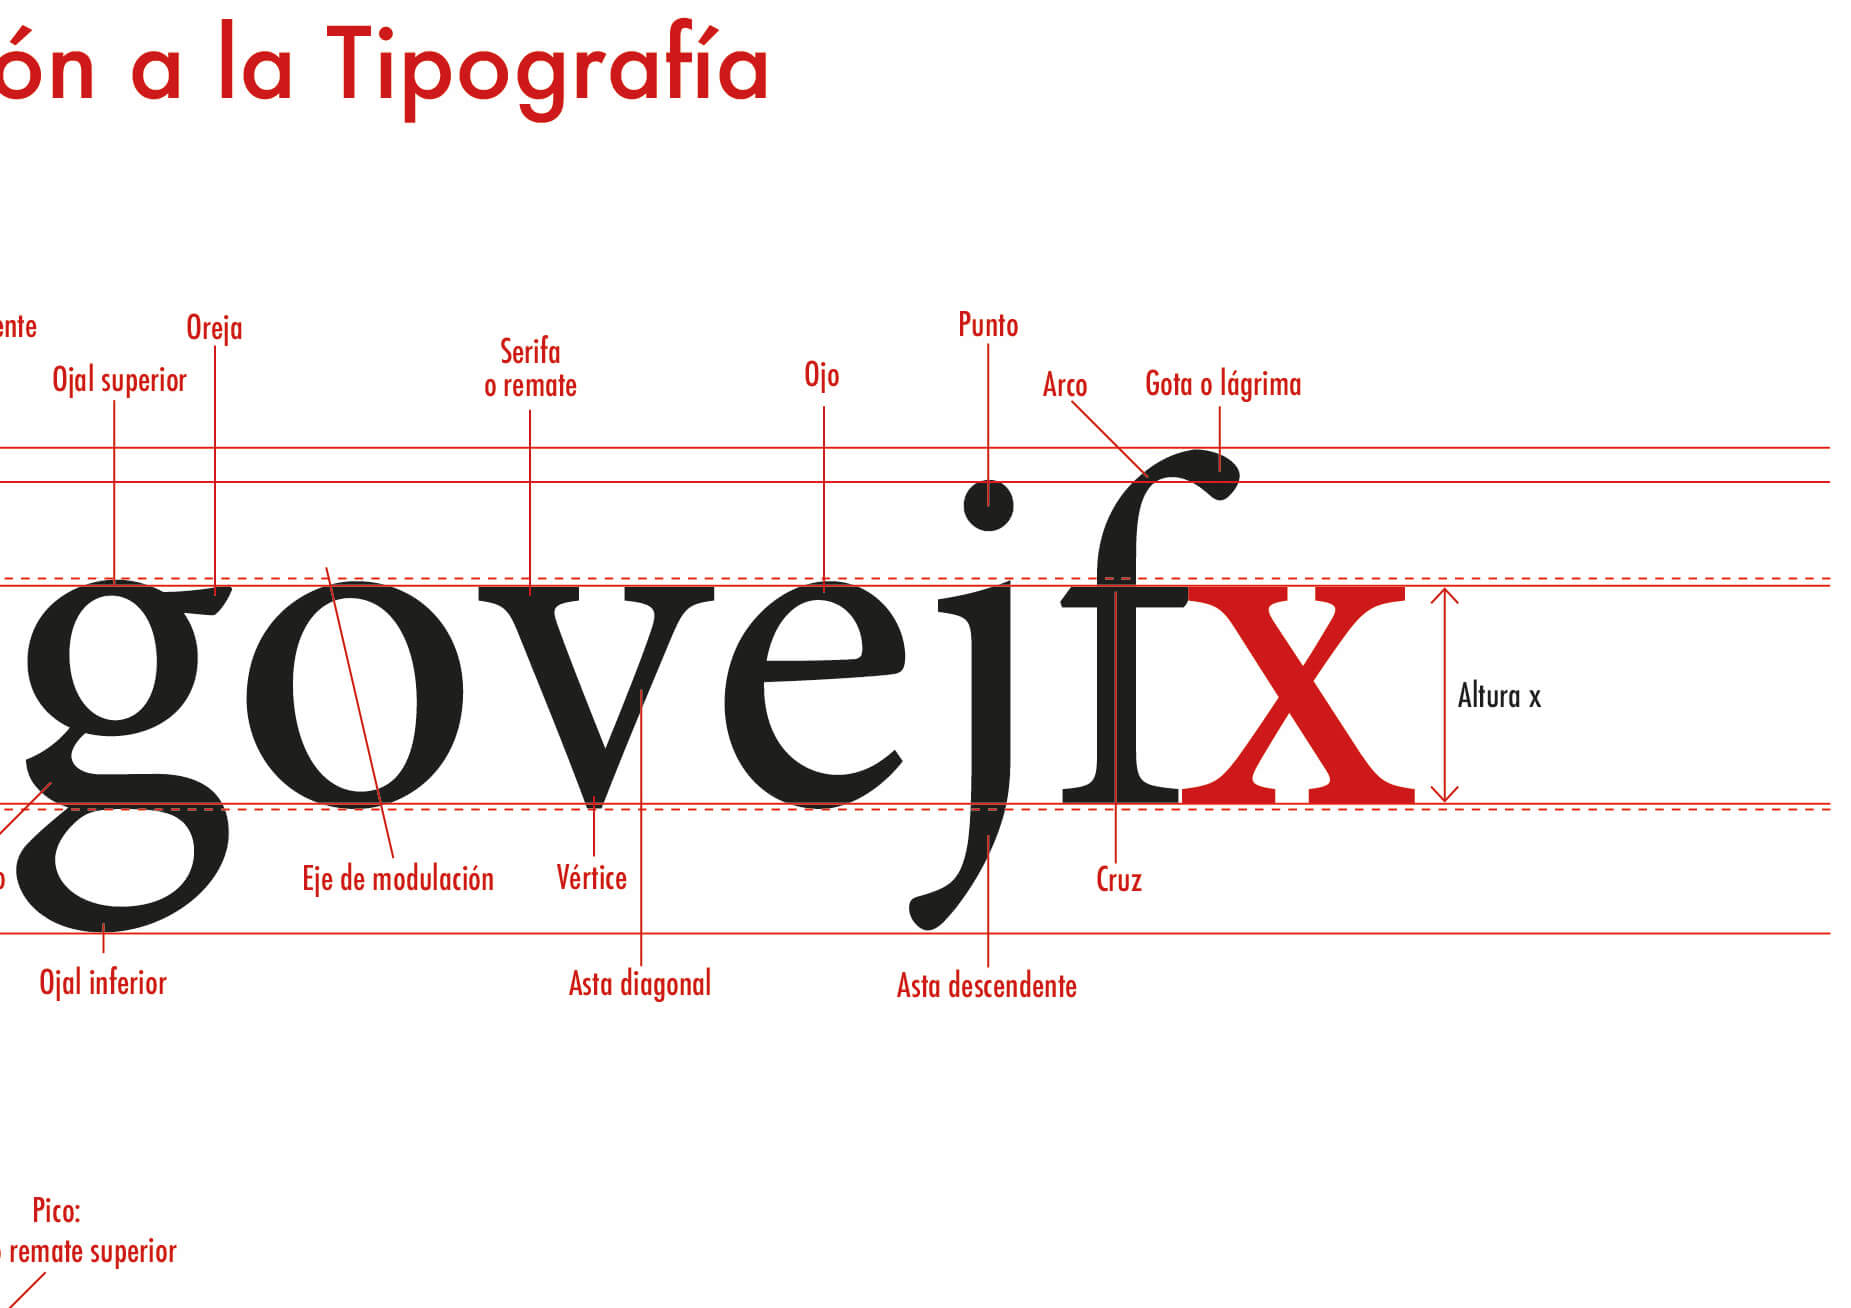 ón a la Tipografía
ente
Oreja
Ojal superior
Serifa
o remate
Ojo
Punto
Arco
Gota o lágrima
govejfx
Altura x
o
Eje de modulación
Vértice
Cruz
Ojal inferior
Asta diagonal
Asta descendente
Pico:
remate superior